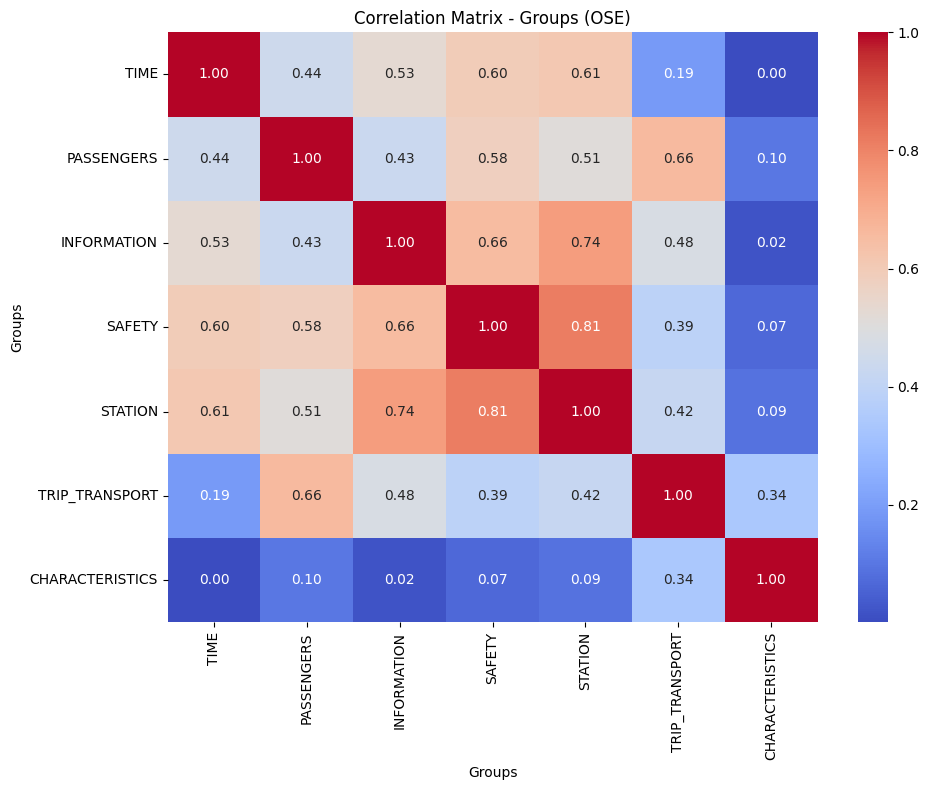 Correlation Matrix - Groups (OSE)
Groups
TIME 1.00 0.44 0.53 0.60 0.61 0.19 0.00
PASSENGERS 0.44 1.00 0.43 0.58 0.51 0.66 0.10
INFORMATION 0.53 0.43 1.00 0.66 0.74 0.48 0.02
SAFETY 0.60 0.58 0.66 1.00 0.81 0.39 0.07
STATION 0.61 0.51 0.74 0.81 1.00 0.42 0.09
TRIP_TRANSPORT 0.19 0.66 0.48 0.39 0.42 1.00 0.34
CHARACTERISTICS 0.00 0.10 0.02 0.07 0.09 0.34 1.00
TIME PASSENGERS INFORMATION SAFETY STATION TRIP_TRANSPORT CHARACTERISTICS
Groups
1.0
0.8
0.6
0.4
0.2